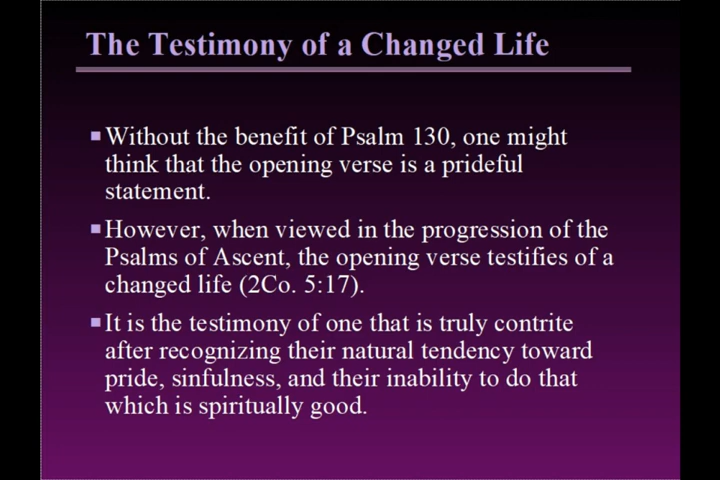 The Testimony of a Changed Life
Without the benefit of Psalm 130, one might
think that the opening verse is a prideful
statement.
However, when viewed in the progression of the
Psalms of Ascent, the opening verse testifies of a
changed life (2Co. 5:17).
It is the testimony of one that is truly contrite
after recognizing their natural tendency toward
pride, sinfulness, and their inability to do that
which is spiritually good.